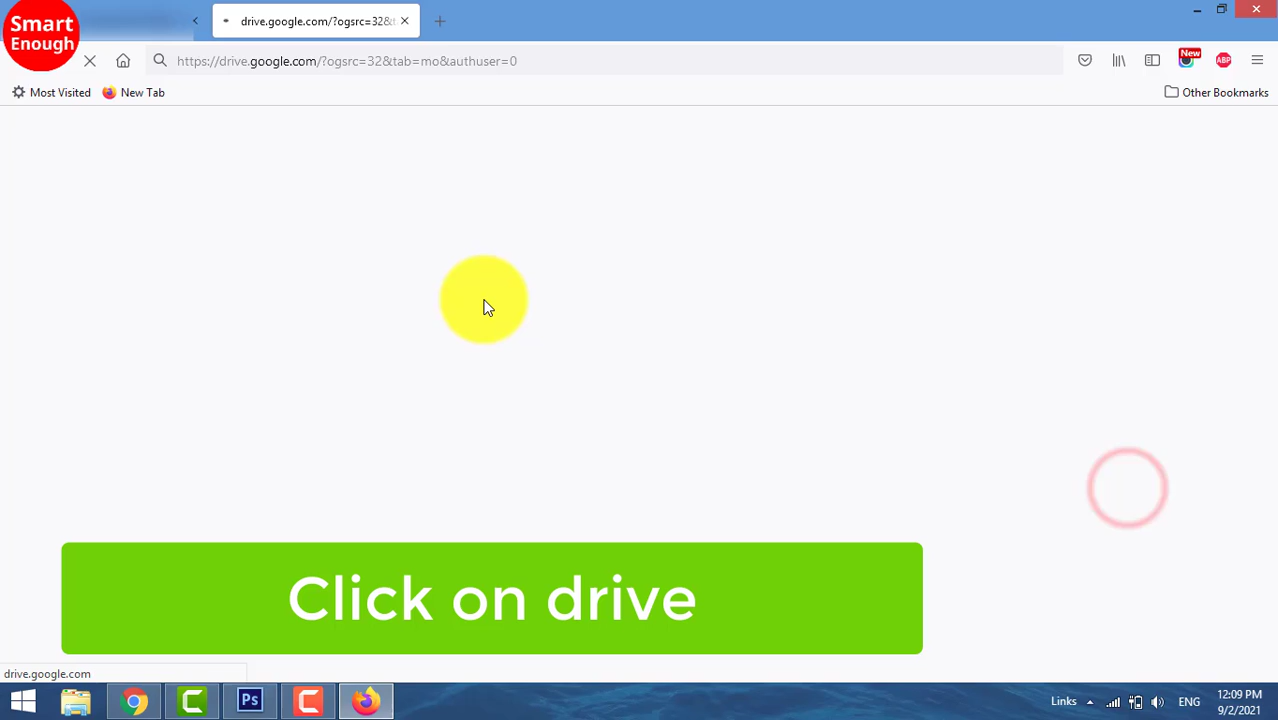 Smart
Enough
drive.google.com/?ogsrc=32&t
https://drive.google.com/?ogsrc=32&tab=mo&authuser=0
New
ABP
Most Visited
New Tab
Other Bookmarks
Click on drive
drive.google.com
Ps
Links
ENG
12:09 PM
9/2/2021